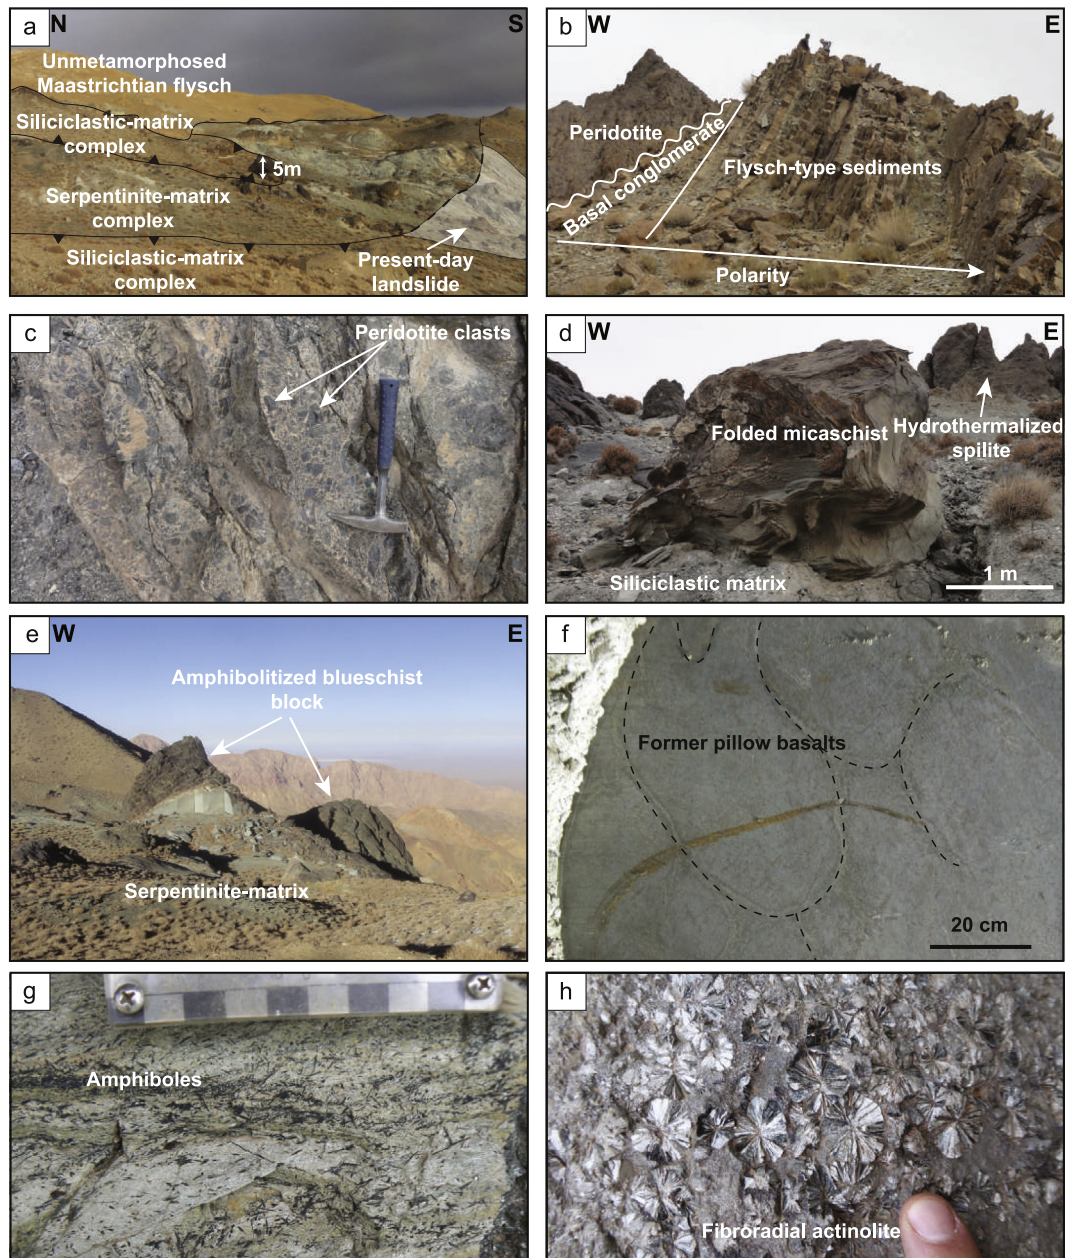 a N S
Unmetamorphosed
Maastrichtian flysch
Siliciclastic-matrix
complex
5m
Serpentinite-matrix
complex
Siliciclastic-matrix
complex
Present-day
landslide
b W E
Peridotite
Basal conglomerate
Flysch-type sediments
Polarity
c
Peridotite clasts
d W E
Folded micaschist
Hydrothermalized
spilite
Siliciclastic matrix
1 m
e W E
Amphibolitized blueschist
block
Serpentinite-matrix
f
Former pillow basalts
20 cm
g
Amphiboles
h
Fibroradial actinolite